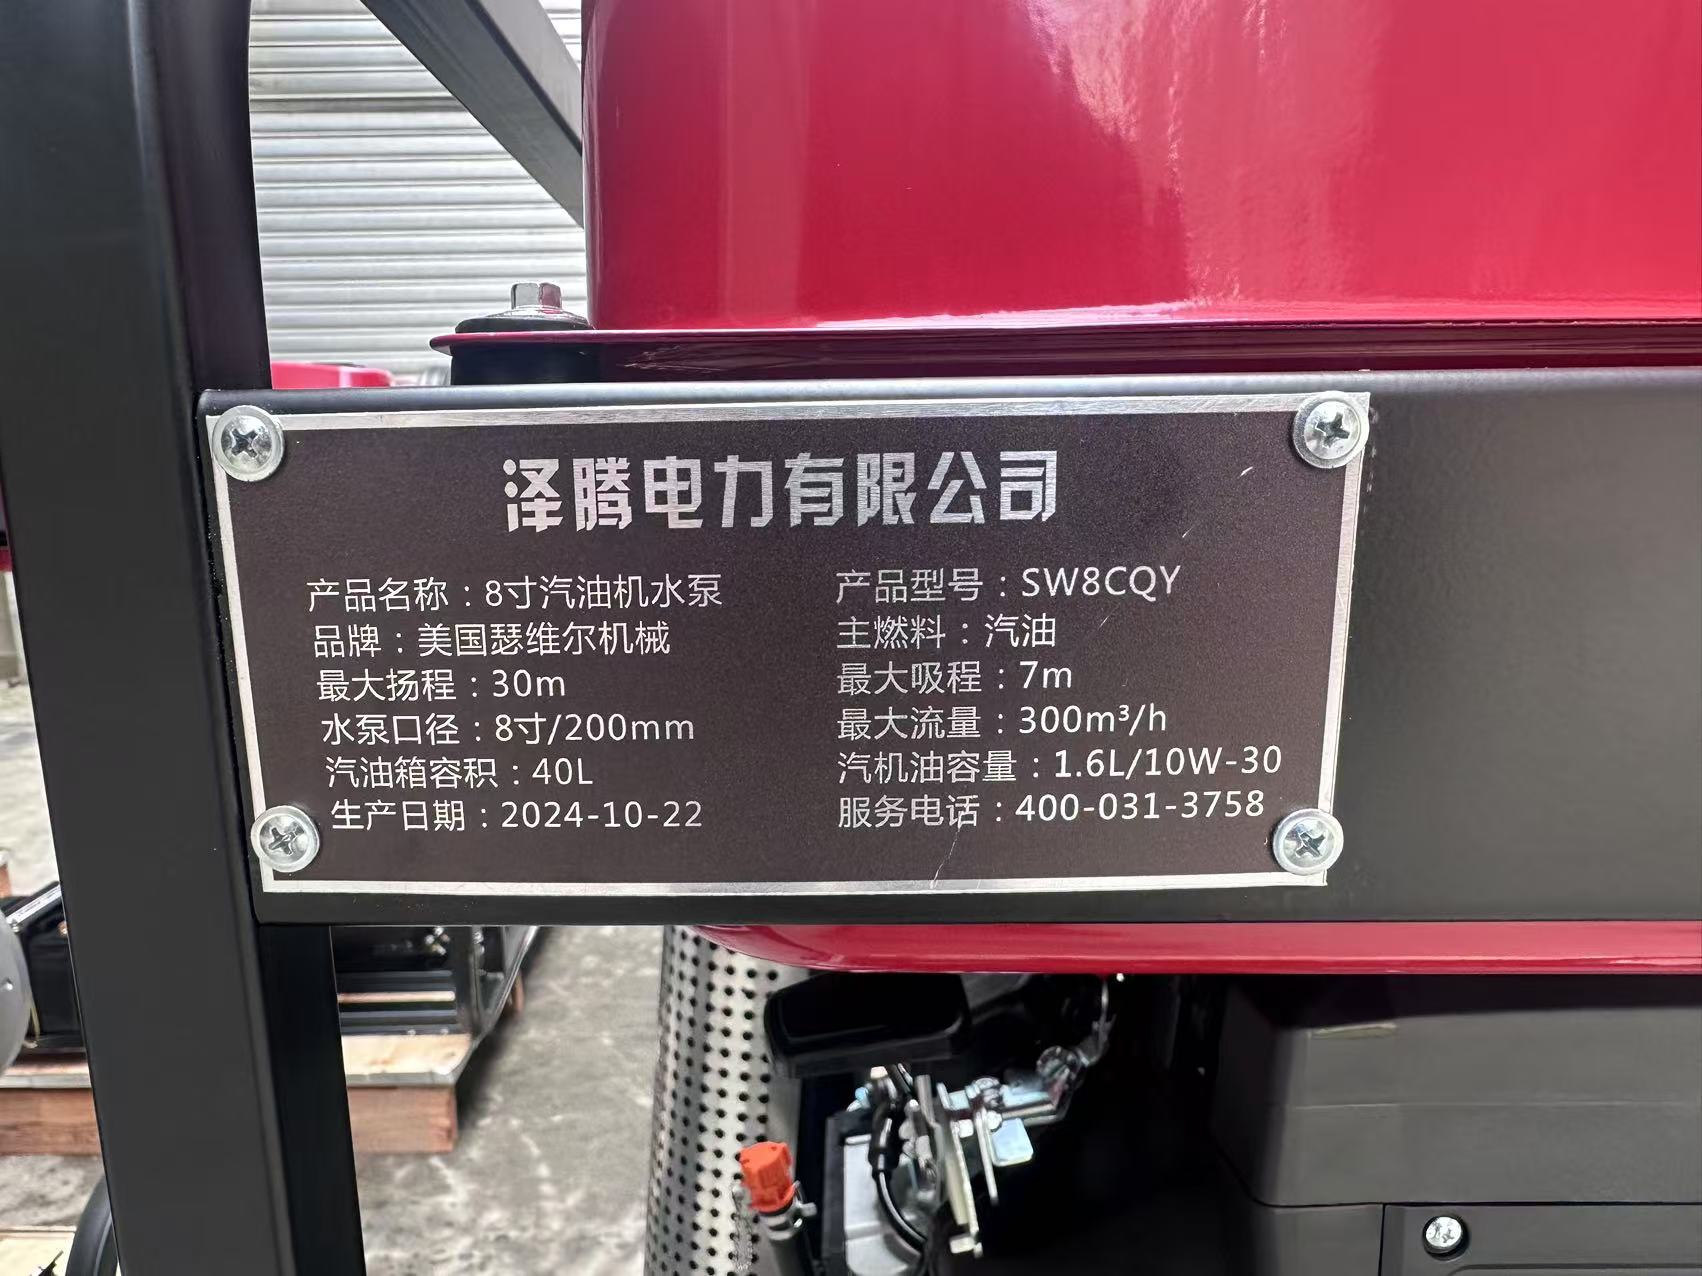 泽腾电力有限公司
产品名称：8寸汽油机水泵 产品型号：SW8CQY
品牌：美国瑟维尔机械 主燃料：汽油
最大扬程：30m 最大吸程：7m
水泵口径：8寸/200mm 最大流量：300m³/h
汽油箱容积：40L 汽机油容量：1.6L/10W-30
生产日期：2024-10-22 服务电话：400-031-3758